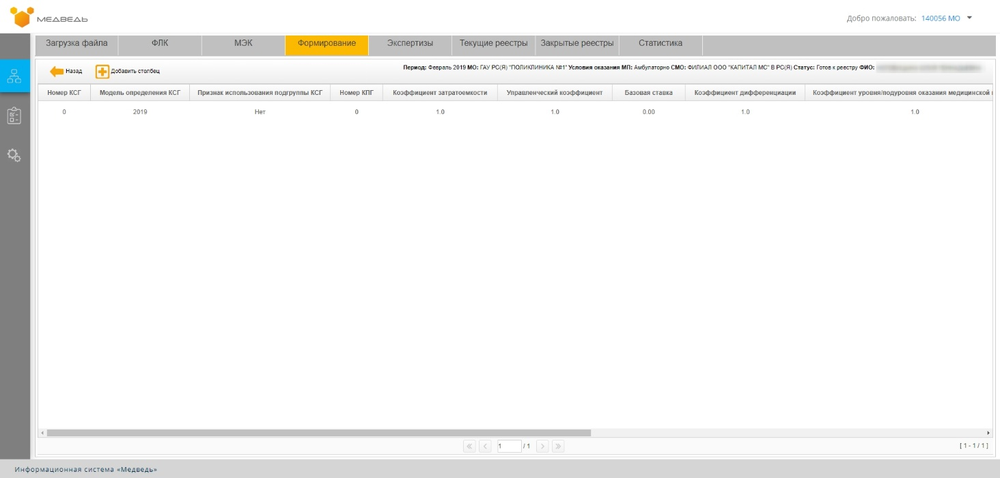 МЕДВЕДЬ
Добро пожаловать: 140056 МО
Загрузка файла ФЛК МЭК Формирование Экспертизы Текущие реестры Закрытые реестры Статистика
Назад Добавить столбец Период: Февраль 2019 МО: ГАУ РС(Я) "ПОЛИКЛИНИКА №1" Условия оказания МП: Амбулаторно СМО: ФИЛИАЛ ООО "КАПИТАЛ МС" В РС(Я) Статус: Готов к реестру ФИО:
Номер КСГ Модель определения КСГ Признак использования подгруппы КСГ Номер КПГ Коэффициент затратоемкости Управленческий коэффициент Базовая ставка Коэффициент дифференциации Коэффициент уровня/подуровня оказания медицинской
0 2019 Нет 0 1.0 1.0 0.00 1.0 1.0
1 / 1 [ 1 - 1 / 1 ]
Информационная система «Медведь»